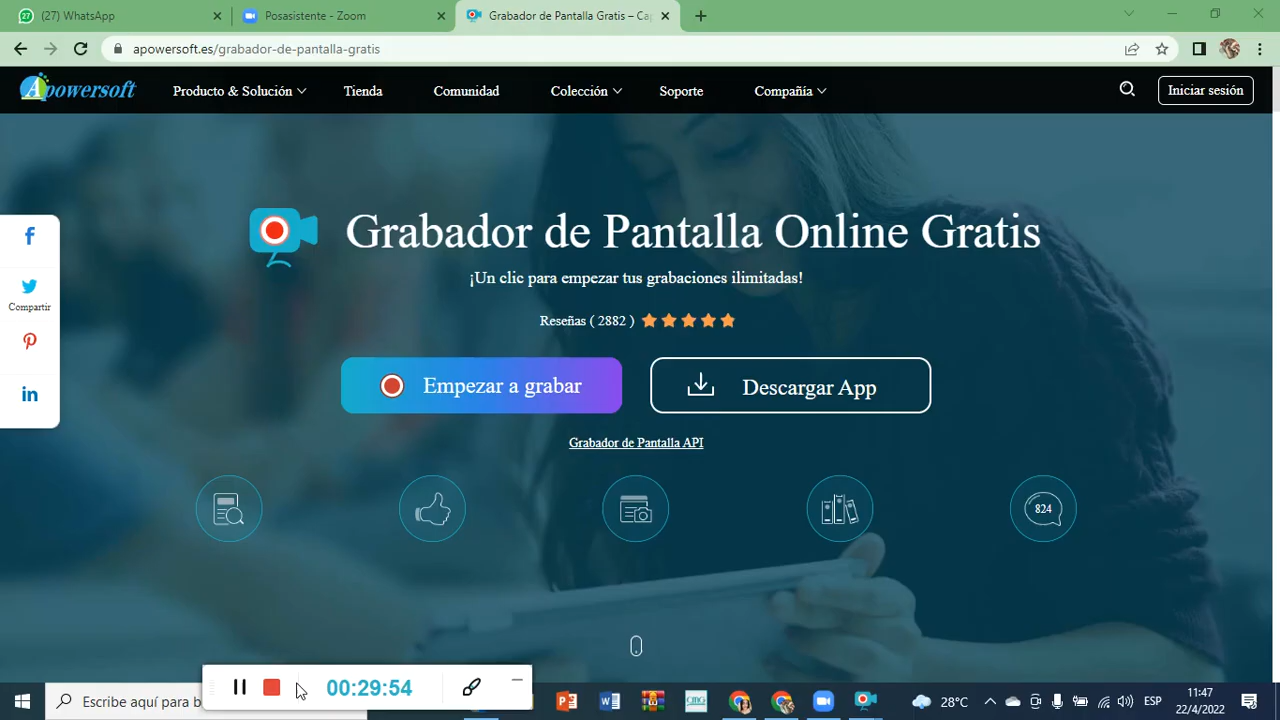 (27) WhatsApp
Posasistente - Zoom
Grabador de Pantalla Gratis – Ca
apowersoft.es/grabador-de-pantalla-gratis
Apowersoft
Producto & Solución
Tienda
Comunidad
Colección
Soporte
Compañía
Iniciar sesión
Grabador de Pantalla Online Gratis
¡Un clic para empezar tus grabaciones ilimitadas!
Reseñas ( 2882 )
Compartir
Empezar a grabar
Descargar App
Grabador de Pantalla API
824
00:29:54
Escribe aquí para b
28°C
ESP
11:47
22/4/2022